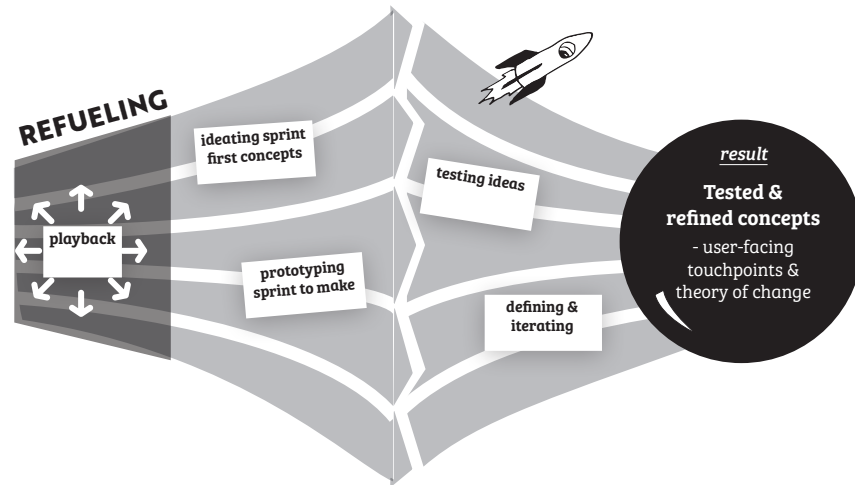 REFUELING
playback
ideating sprint
first concepts
prototyping
sprint to make
testing ideas
defining &
iterating
result
Tested &
refined concepts
- user-facing
touchpoints &
theory of change